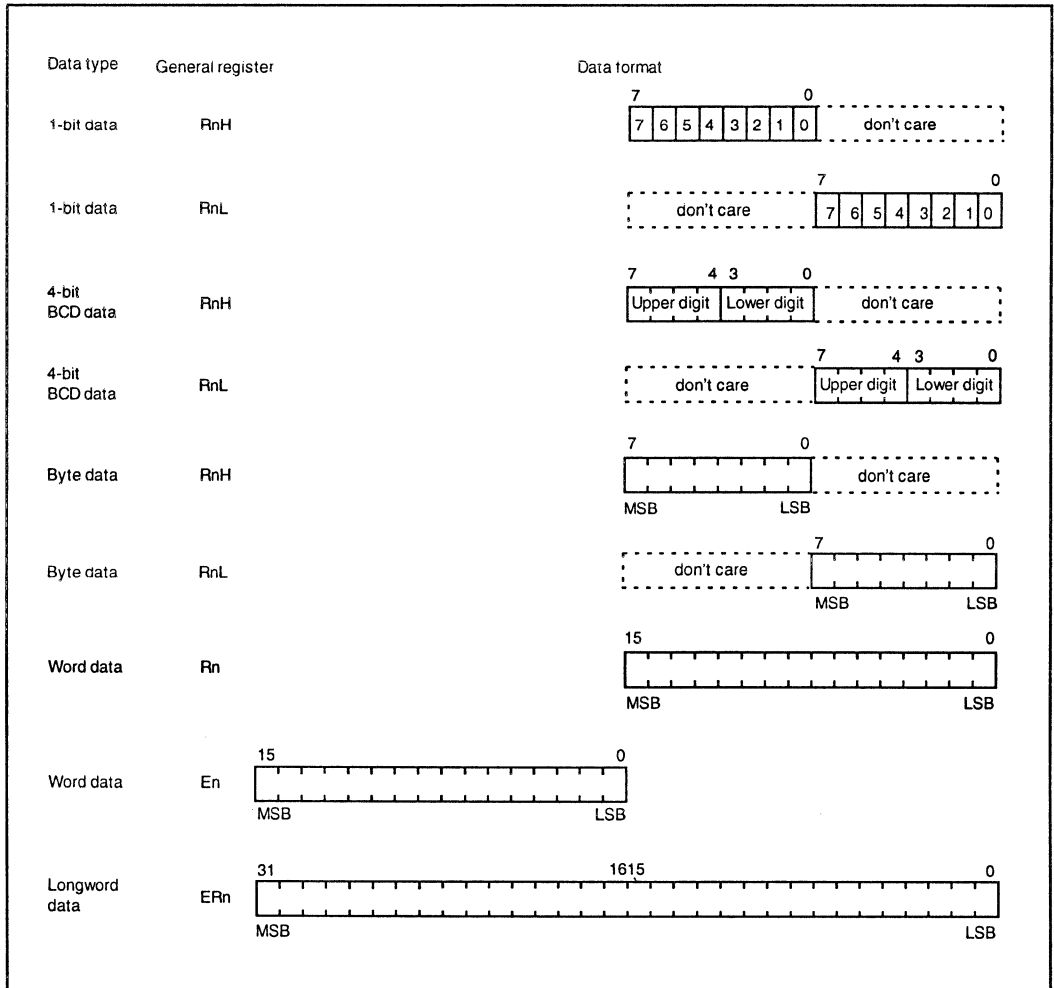 Data type General register Data format
7 0
1-bit data RnH 7 6 5 4 3 2 1 0 don't care
7 0
1-bit data RnL don't care 7 6 5 4 3 2 1 0
7 4 3 0
4-bit
BCD data RnH Upper digit Lower digit don't care
7 4 3 0
4-bit
BCD data RnL don't care Upper digit Lower digit
7 0
Byte data RnH don't care
MSB LSB
7 0
Byte data RnL don't care
MSB LSB
15 0
Word data Rn
MSB LSB
15 0
Word data En
MSB LSB
31 1615 0
Longword
data ERn
MSB LSB